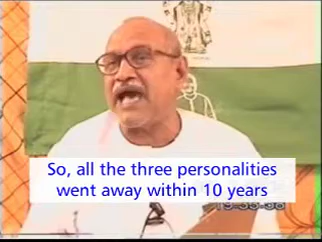 So, all the three personalities
went away within 10 years